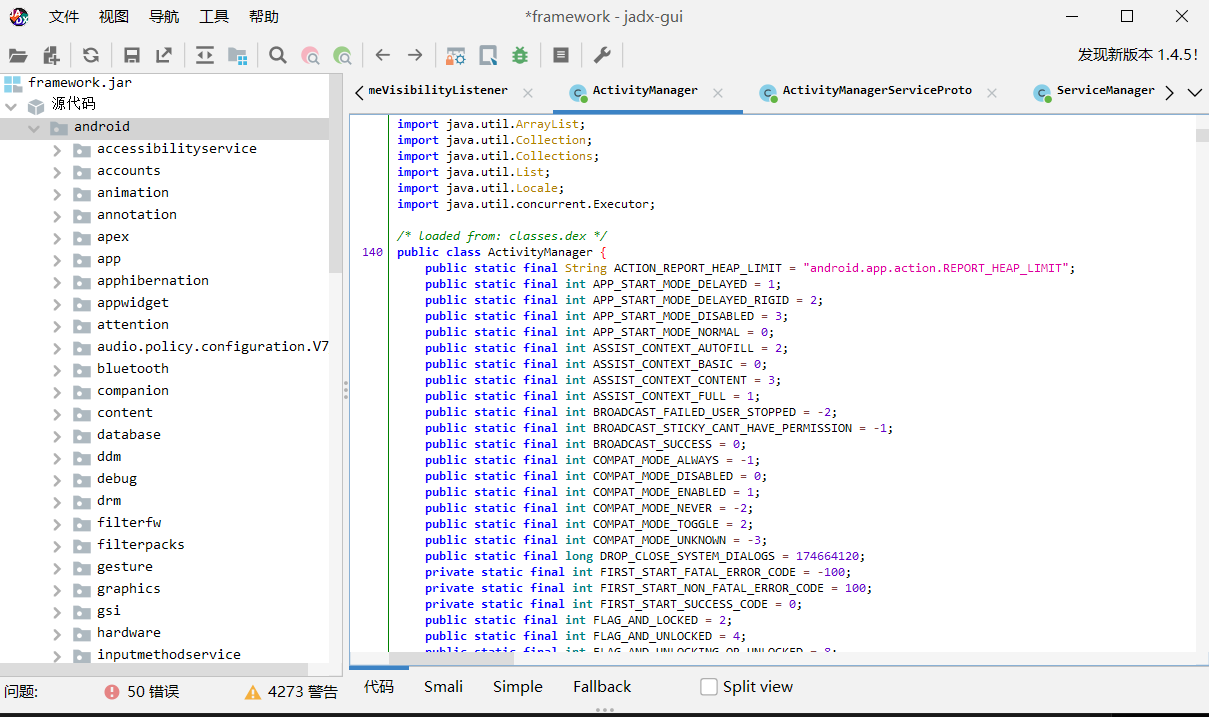 文件 视图 导航 工具 帮助 *framework - jadx-gui
发现新版本 1.4.5!
framework.jar
源代码
android
accessibilityservice
accounts
animation
annotation
apex
app
apphibernation
appwidget
attention
audio.policy.configuration.V7
bluetooth
companion
content
database
ddm
debug
drm
filterfw
filterpacks
gesture
graphics
gsi
hardware
inputmethodservice
meVisibilityListener ActivityManager ActivityManagerServiceProto ServiceManager
import java.util.ArrayList;
import java.util.Collection;
import java.util.Collections;
import java.util.List;
import java.util.Locale;
import java.util.concurrent.Executor;
/* loaded from: classes.dex */
140 public class ActivityManager {
public static final String ACTION_REPORT_HEAP_LIMIT = "android.app.action.REPORT_HEAP_LIMIT";
public static final int APP_START_MODE_DELAYED = 1;
public static final int APP_START_MODE_DELAYED_RIGID = 2;
public static final int APP_START_MODE_DISABLED = 3;
public static final int APP_START_MODE_NORMAL = 0;
public static final int ASSIST_CONTEXT_AUTOFILL = 2;
public static final int ASSIST_CONTEXT_BASIC = 0;
public static final int ASSIST_CONTEXT_CONTENT = 3;
public static final int ASSIST_CONTEXT_FULL = 1;
public static final int BROADCAST_FAILED_USER_STOPPED = -2;
public static final int BROADCAST_STICKY_CANT_HAVE_PERMISSION = -1;
public static final int BROADCAST_SUCCESS = 0;
public static final int COMPAT_MODE_ALWAYS = -1;
public static final int COMPAT_MODE_DISABLED = 0;
public static final int COMPAT_MODE_ENABLED = 1;
public static final int COMPAT_MODE_NEVER = -2;
public static final int COMPAT_MODE_TOGGLE = 2;
public static final int COMPAT_MODE_UNKNOWN = -3;
public static final long DROP_CLOSE_SYSTEM_DIALOGS = 174664120;
private static final int FIRST_START_FATAL_ERROR_CODE = -100;
private static final int FIRST_START_NON_FATAL_ERROR_CODE = 100;
private static final int FIRST_START_SUCCESS_CODE = 0;
public static final int FLAG_AND_LOCKED = 2;
public static final int FLAG_AND_UNLOCKED = 4;
public static final int FLAG_AND_UNLOCKING_OR_UNLOCKED = 8;
问题: 50 错误 4273 警告 代码 Smali Simple Fallback Split view